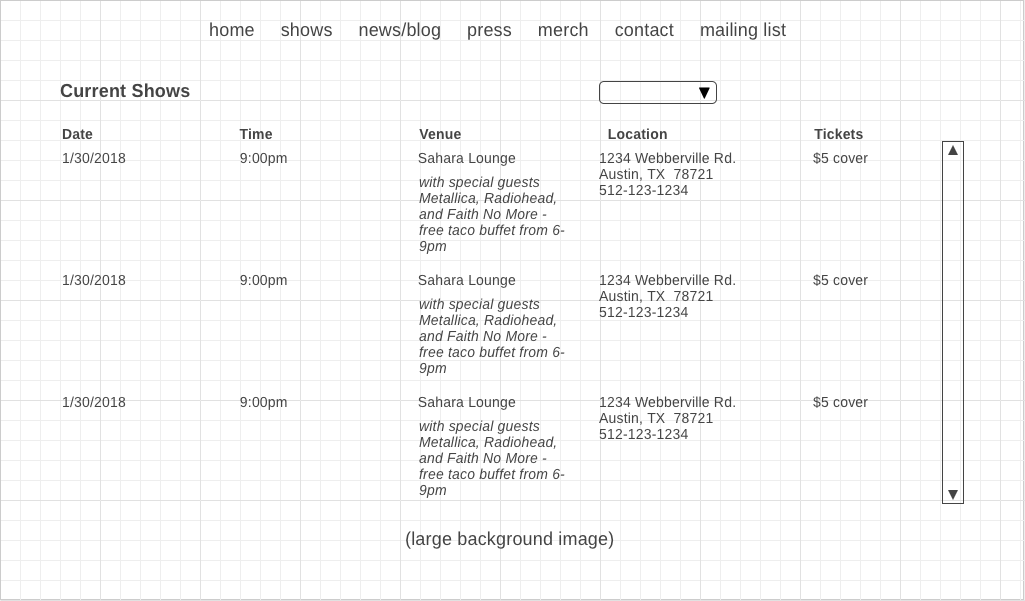 home shows news/blog press merch contact mailing list
Current Shows
Date Time Venue Location Tickets
1/30/2018 9:00pm Sahara Lounge 1234 Webberville Rd. $5 cover
Austin, TX  78721
with special guests
512-123-1234
Metallica, Radiohead,
and Faith No More -
free taco buffet from 6-
9pm
1/30/2018 9:00pm Sahara Lounge 1234 Webberville Rd. $5 cover
Austin, TX  78721
with special guests
512-123-1234
Metallica, Radiohead,
and Faith No More -
free taco buffet from 6-
9pm
1/30/2018 9:00pm Sahara Lounge 1234 Webberville Rd. $5 cover
Austin, TX  78721
with special guests
512-123-1234
Metallica, Radiohead,
and Faith No More -
free taco buffet from 6-
9pm
(large background image)